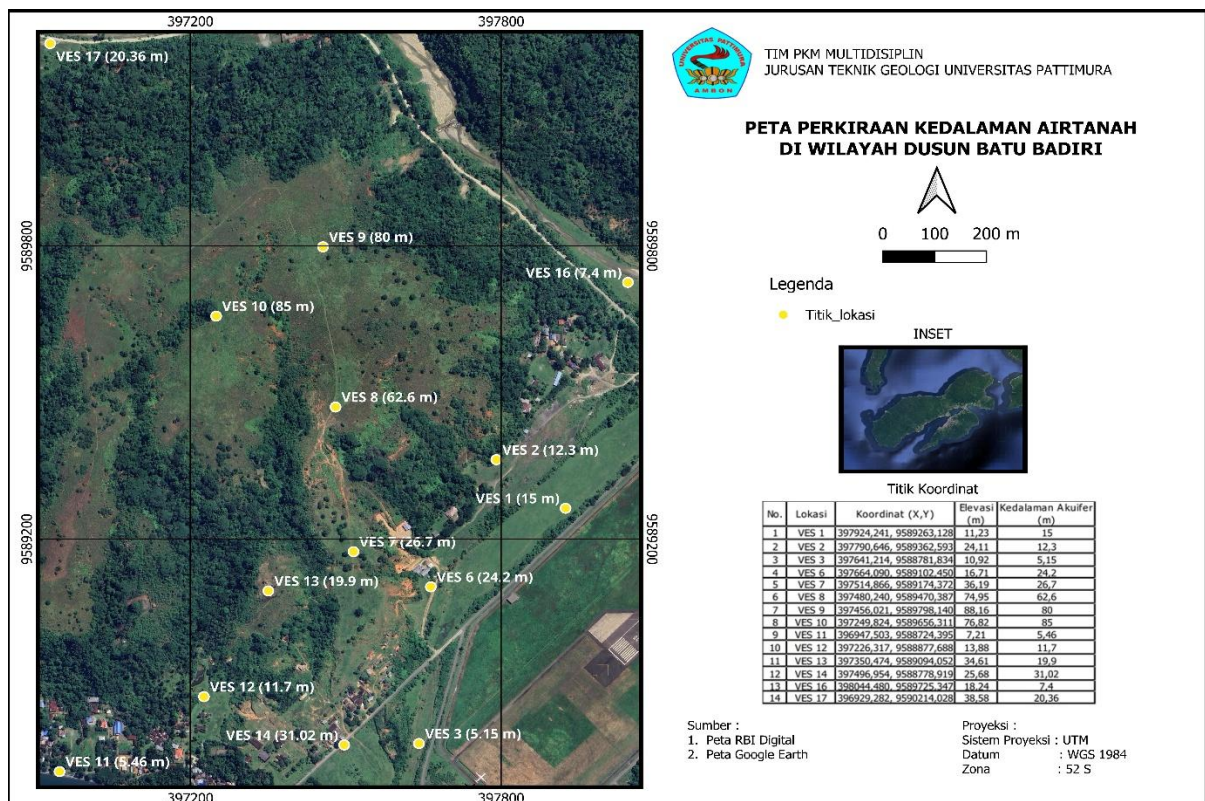 397200
397800
9589800
9589200
9589800
9589200
397200
397800
VES 17 (20.36 m)
VES 9 (80 m)
VES 16 (7.4 m)
VES 10 (85 m)
VES 8 (62.6 m)
VES 2 (12.3 m)
VES 1 (15 m)
VES 7 (26.7 m)
VES 13 (19.9 m)
VES 6 (24.2 m)
VES 12 (11.7 m)
VES 14 (31.02 m)
VES 3 (5.15 m)
VES 11 (5.46 m)
UNIVERSITAS PATTIMURA
AMBON
TIM PKM MULTIDISIPLIN
JURUSAN TEKNIK GEOLOGI UNIVERSITAS PATTIMURA
PETA PERKIRAAN KEDALAMAN AIRTANAH
DI WILAYAH DUSUN BATU BADIRI
0 100 200 m
Legenda
Titik_lokasi
INSET
Titik Koordinat
No. Lokasi Koordinat (X,Y) Elevasi (m) Kedalaman Akuifer (m)
1 VES 1 397924,241, 9589263,128 11,23 15
2 VES 2 397790,646, 9589362,593 24,11 12,3
3 VES 3 397641,214, 9588781,834 10,92 5,15
4 VES 6 397664,090, 9589102,450 16,71 24,2
5 VES 7 397514,866, 9589174,372 36,19 26,7
6 VES 8 397480,240, 9589470,387 74,95 62,6
7 VES 9 397456,021, 9589798,140 88,16 80
8 VES 10 397249,824, 9589656,311 76,82 85
9 VES 11 396947,503, 9588724,395 7,21 5,46
10 VES 12 397226,317, 9588877,688 13,88 11,7
11 VES 13 397350,474, 9589094,052 34,61 19,9
12 VES 14 397496,954, 9588778,919 25,68 31,02
13 VES 16 398044,480, 9589725,347 18,24 7,4
14 VES 17 396929,282, 9590214,028 38,58 20,36
Sumber :
1. Peta RBI Digital
2. Peta Google Earth
Proyeksi :
Sistem Proyeksi : UTM
Datum : WGS 1984
Zona : 52 S